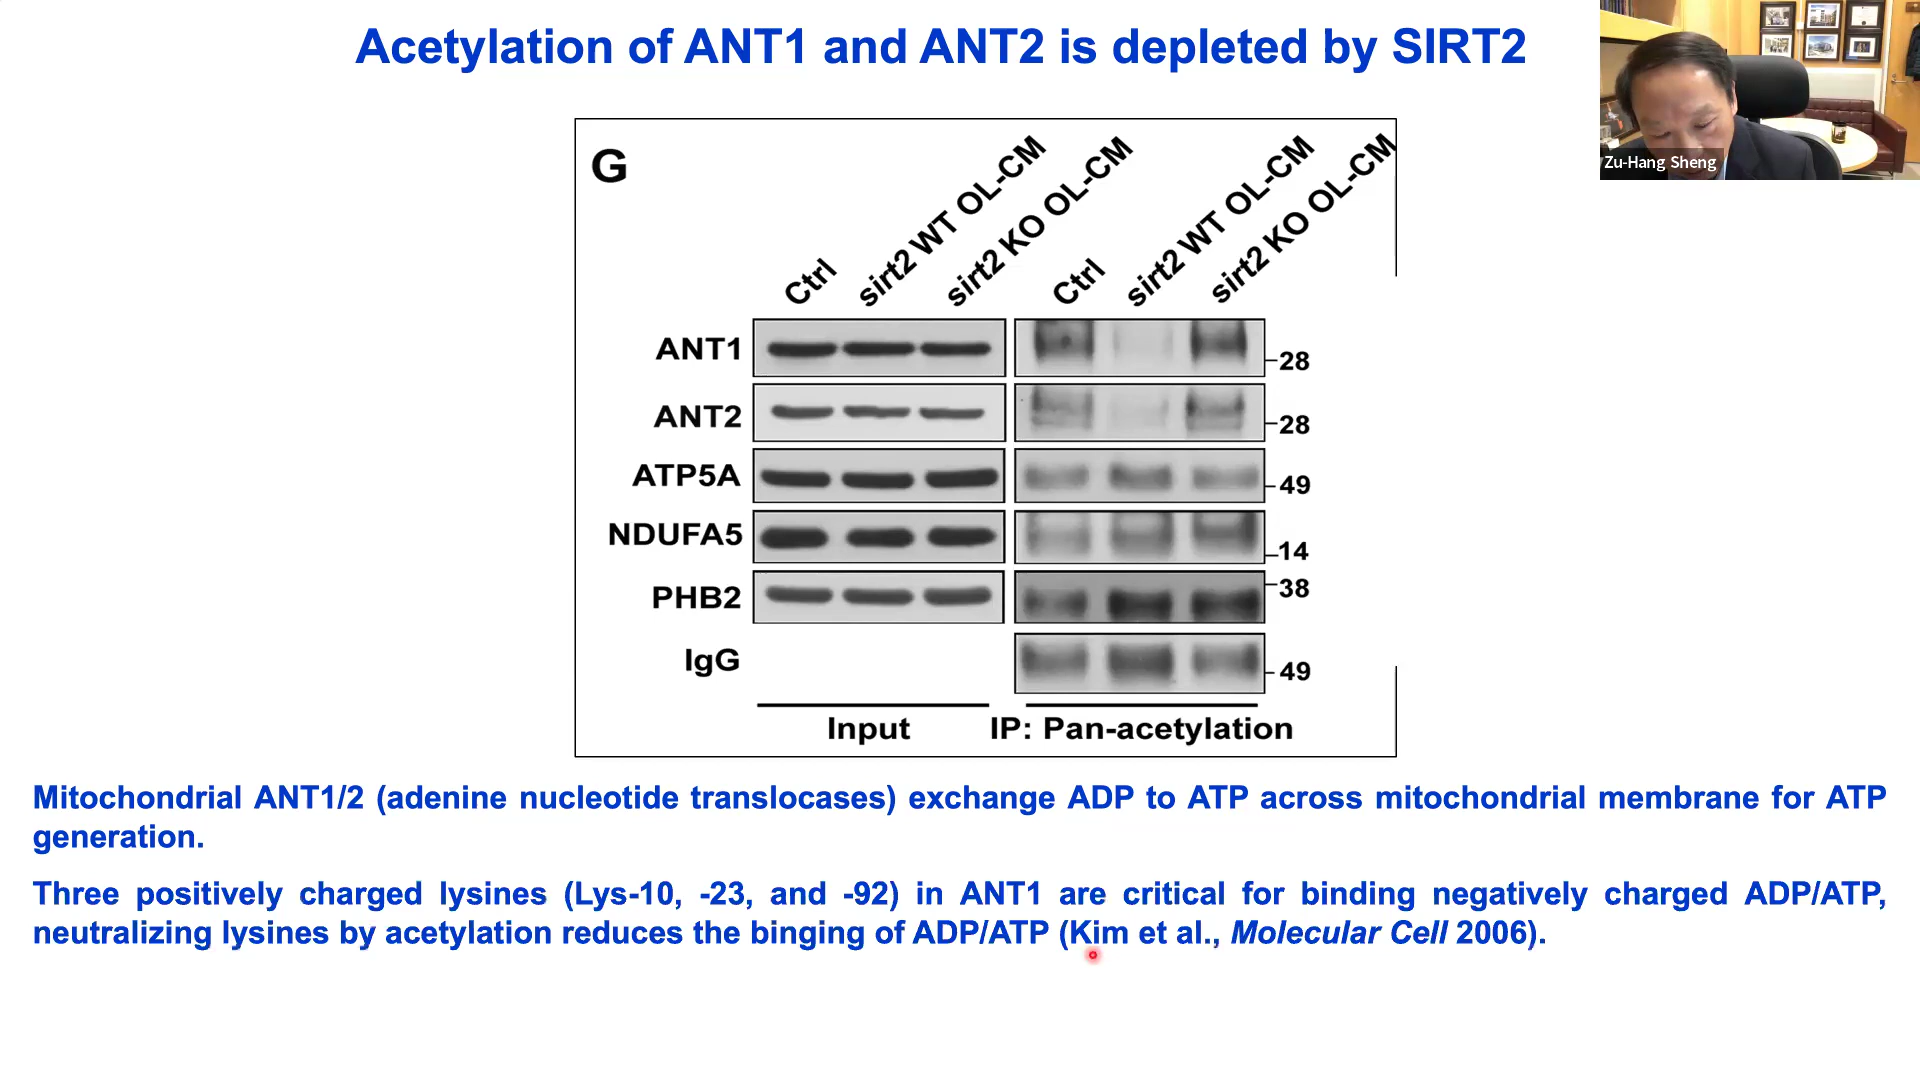 Acetylation of ANT1 and ANT2 is depleted by SIRT2
Zu-Hang Sheng
G
Ctrl
sirt2 WT OL-CM
sirt2 KO OL-CM
Ctrl
sirt2 WT OL-CM
sirt2 KO OL-CM
ANT1
28
ANT2
28
ATP5A
49
NDUFA5
14
PHB2
38
IgG
49
Input
IP: Pan-acetylation
Mitochondrial ANT1/2 (adenine nucleotide translocases) exchange ADP to ATP across mitochondrial membrane for ATP
generation.
Three positively charged lysines (Lys-10, -23, and -92) in ANT1 are critical for binding negatively charged ADP/ATP,
neutralizing lysines by acetylation reduces the binging of ADP/ATP (Kim et al., Molecular Cell 2006).